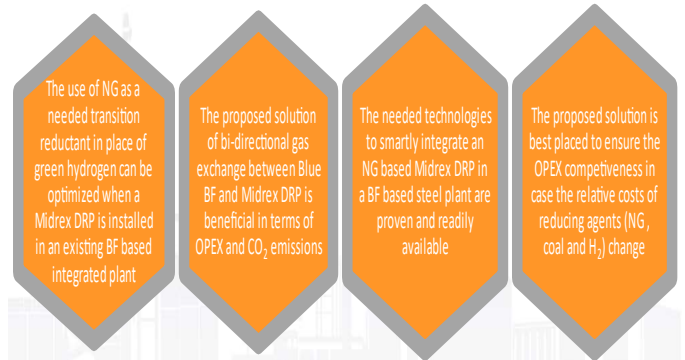 The use of NG as a
needed transition
reductant in place of
green hydrogen can be
optimized when a
Midrex DRP is installed
in an existing BF based
integrated plant
The proposed solution
of bi-directional gas
exchange between Blue
BF and Midrex DRP is
beneficial in terms of
OPEX and CO₂ emissions
The needed technologies
to smartly integrate an
NG based Midrex DRP in
a BF based steel plant are
proven and readily
available
The proposed solution is
best placed to ensure the
OPEX competiveness in
case the relative costs of
reducing agents (NG ,
coal and H₂) change